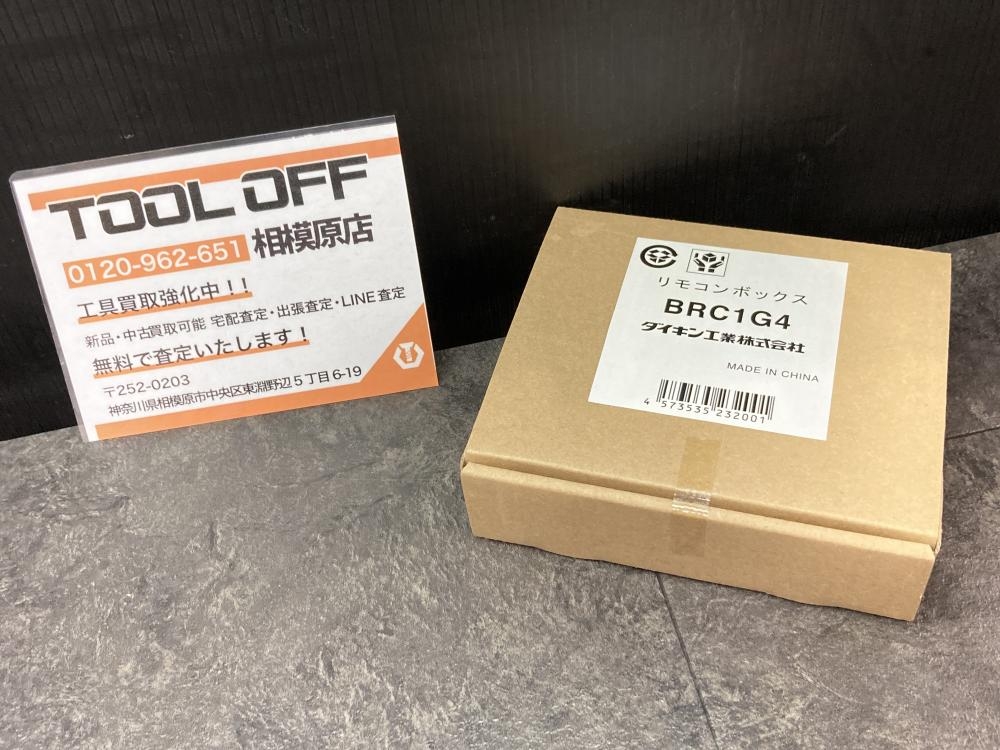 TOOL OFF
0120-962-651 相模原店
工具買取強化中！！
新品・中古買取可能 宅配査定・出張査定・LINE査定
無料で査定いたします！
〒252-0203
神奈川県相模原市中央区東淵野辺5丁目6-19
リモコンボックス
BRC1G4
ダイキン工業株式会社
MADE IN CHINA
4 573535 232001